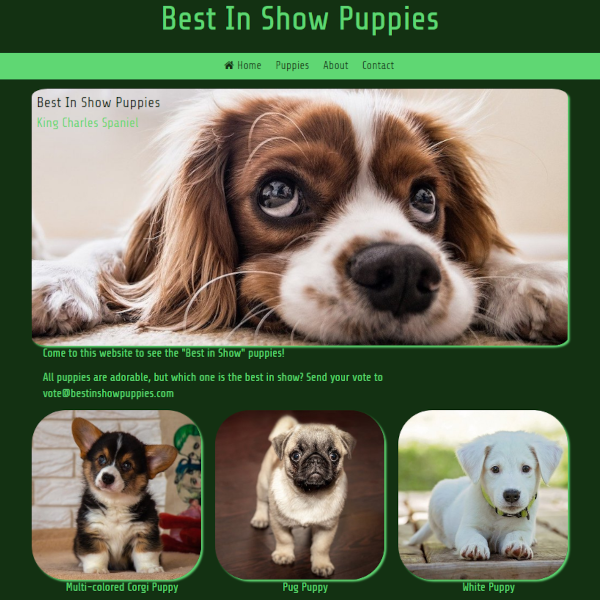 Best In Show Puppies
Home Puppies About Contact
Best In Show Puppies
King Charles Spaniel
Come to this website to see the "Best in Show" puppies!
All puppies are adorable, but which one is the best in show? Send your vote to
vote@bestinshowpuppies.com
Multi-colored Corgi Puppy
Pug Puppy
White Puppy